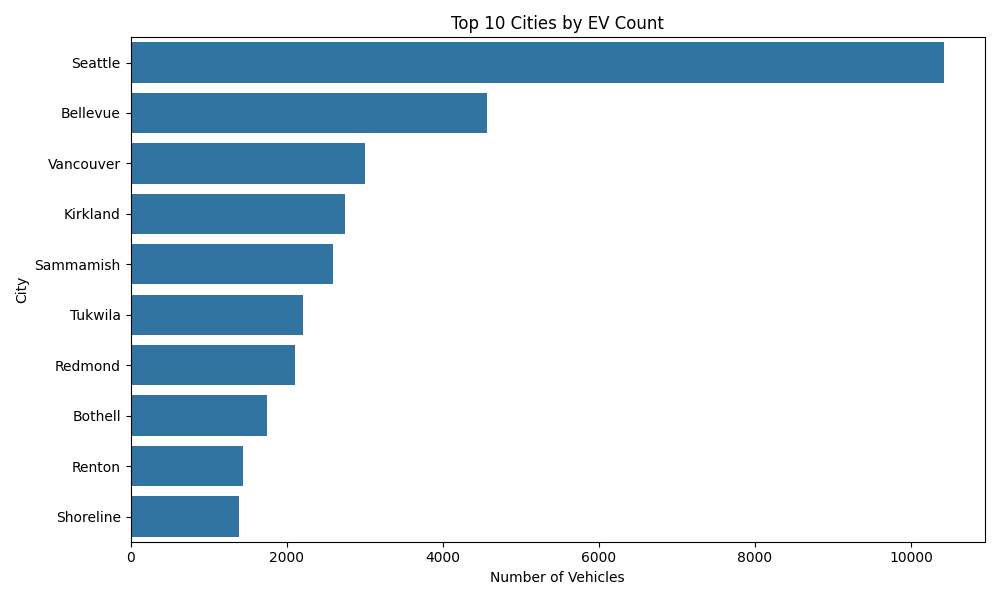 Top 10 Cities by EV Count
City
Seattle
Bellevue
Vancouver
Kirkland
Sammamish
Tukwila
Redmond
Bothell
Renton
Shoreline
0 2000 4000 6000 8000 10000
Number of Vehicles